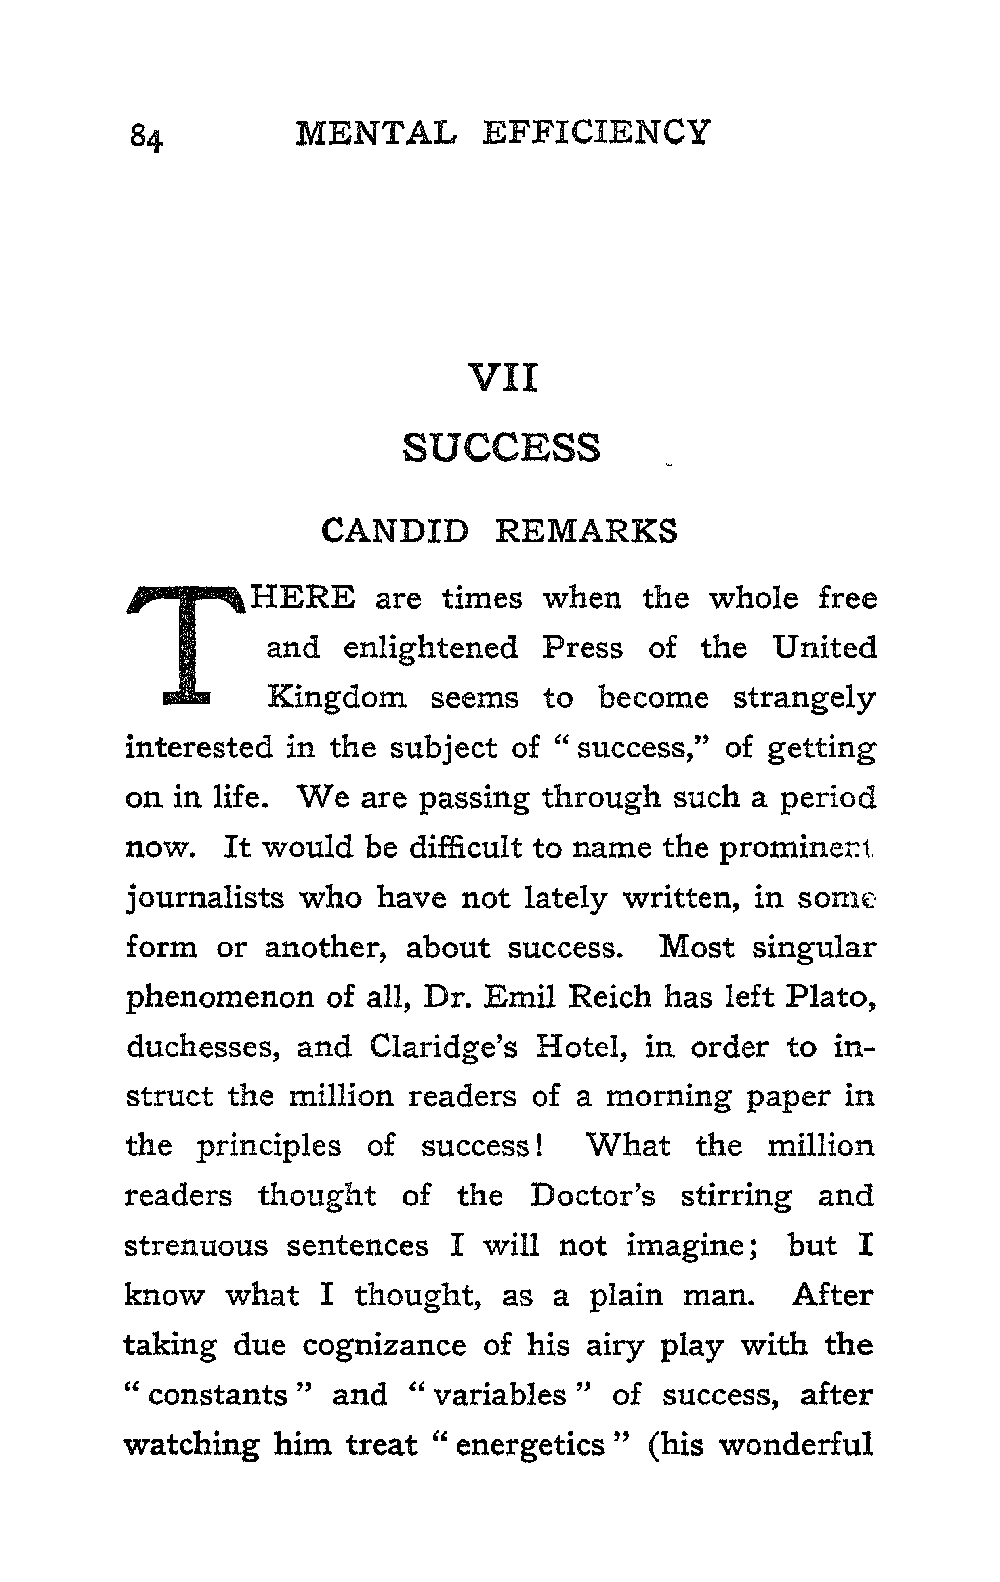 84 MENTAL EFFICIENCY
VII
SUCCESS
CANDID REMARKS
THERE are times when the whole free
and enlightened Press of the United
Kingdom seems to become strangely
interested in the subject of “ success,” of getting
on in life. We are passing through such a period
now. It would be difficult to name the prominent
journalists who have not lately written, in some
form or another, about success. Most singular
phenomenon of all, Dr. Emil Reich has left Plato,
duchesses, and Claridge’s Hotel, in order to in-
struct the million readers of a morning paper in
the principles of success! What the million
readers thought of the Doctor’s stirring and
strenuous sentences I will not imagine; but I
know what I thought, as a plain man. After
taking due cognizance of his airy play with the
“ constants ” and “ variables ” of success, after
watching him treat “ energetics ” (his wonderful